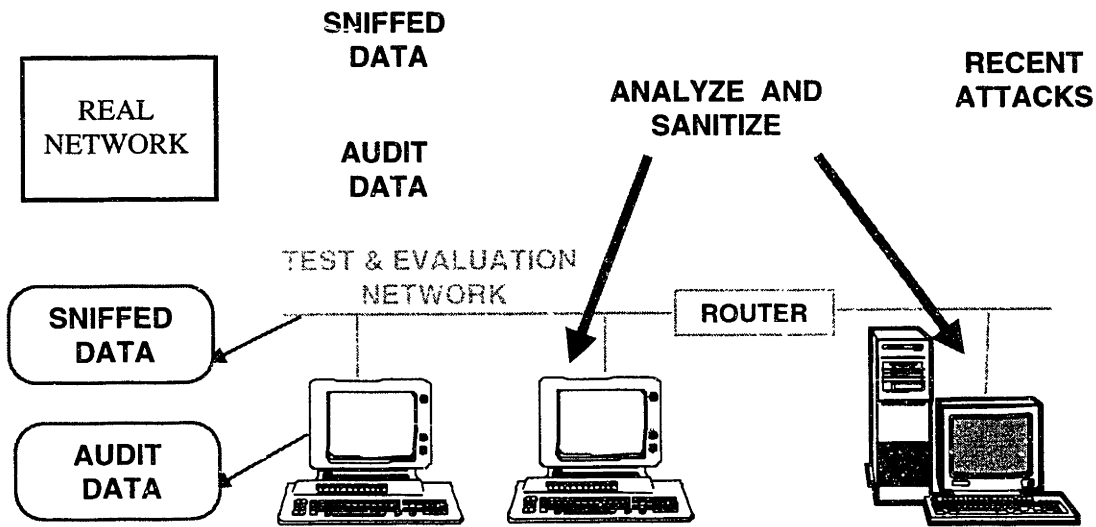 SNIFFED
DATA
REAL
NETWORK
ANALYZE AND
SANITIZE
RECENT
ATTACKS
AUDIT
DATA
TEST & EVALUATION
NETWORK
ROUTER
SNIFFED
DATA
AUDIT
DATA